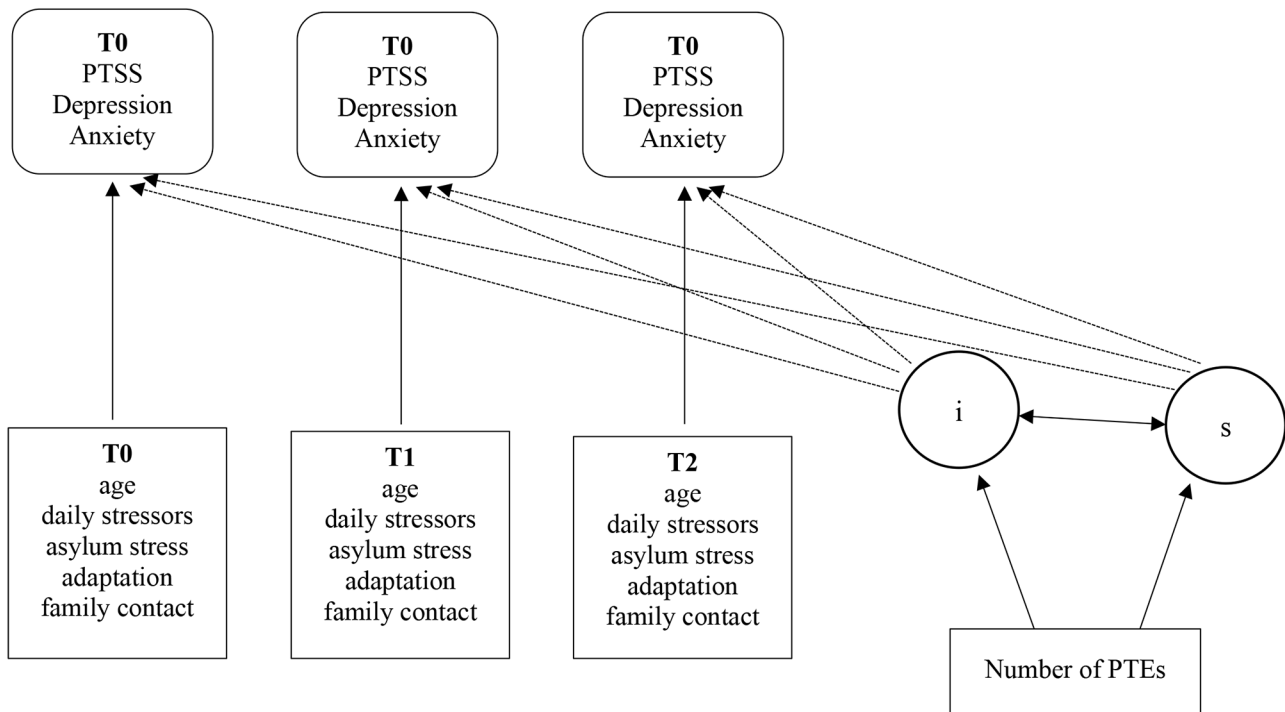 T0
PTSS
Depression
Anxiety
T0
PTSS
Depression
Anxiety
T0
PTSS
Depression
Anxiety
T0
age
daily stressors
asylum stress
adaptation
family contact
T1
age
daily stressors
asylum stress
adaptation
family contact
T2
age
daily stressors
asylum stress
adaptation
family contact
i
s
Number of PTEs